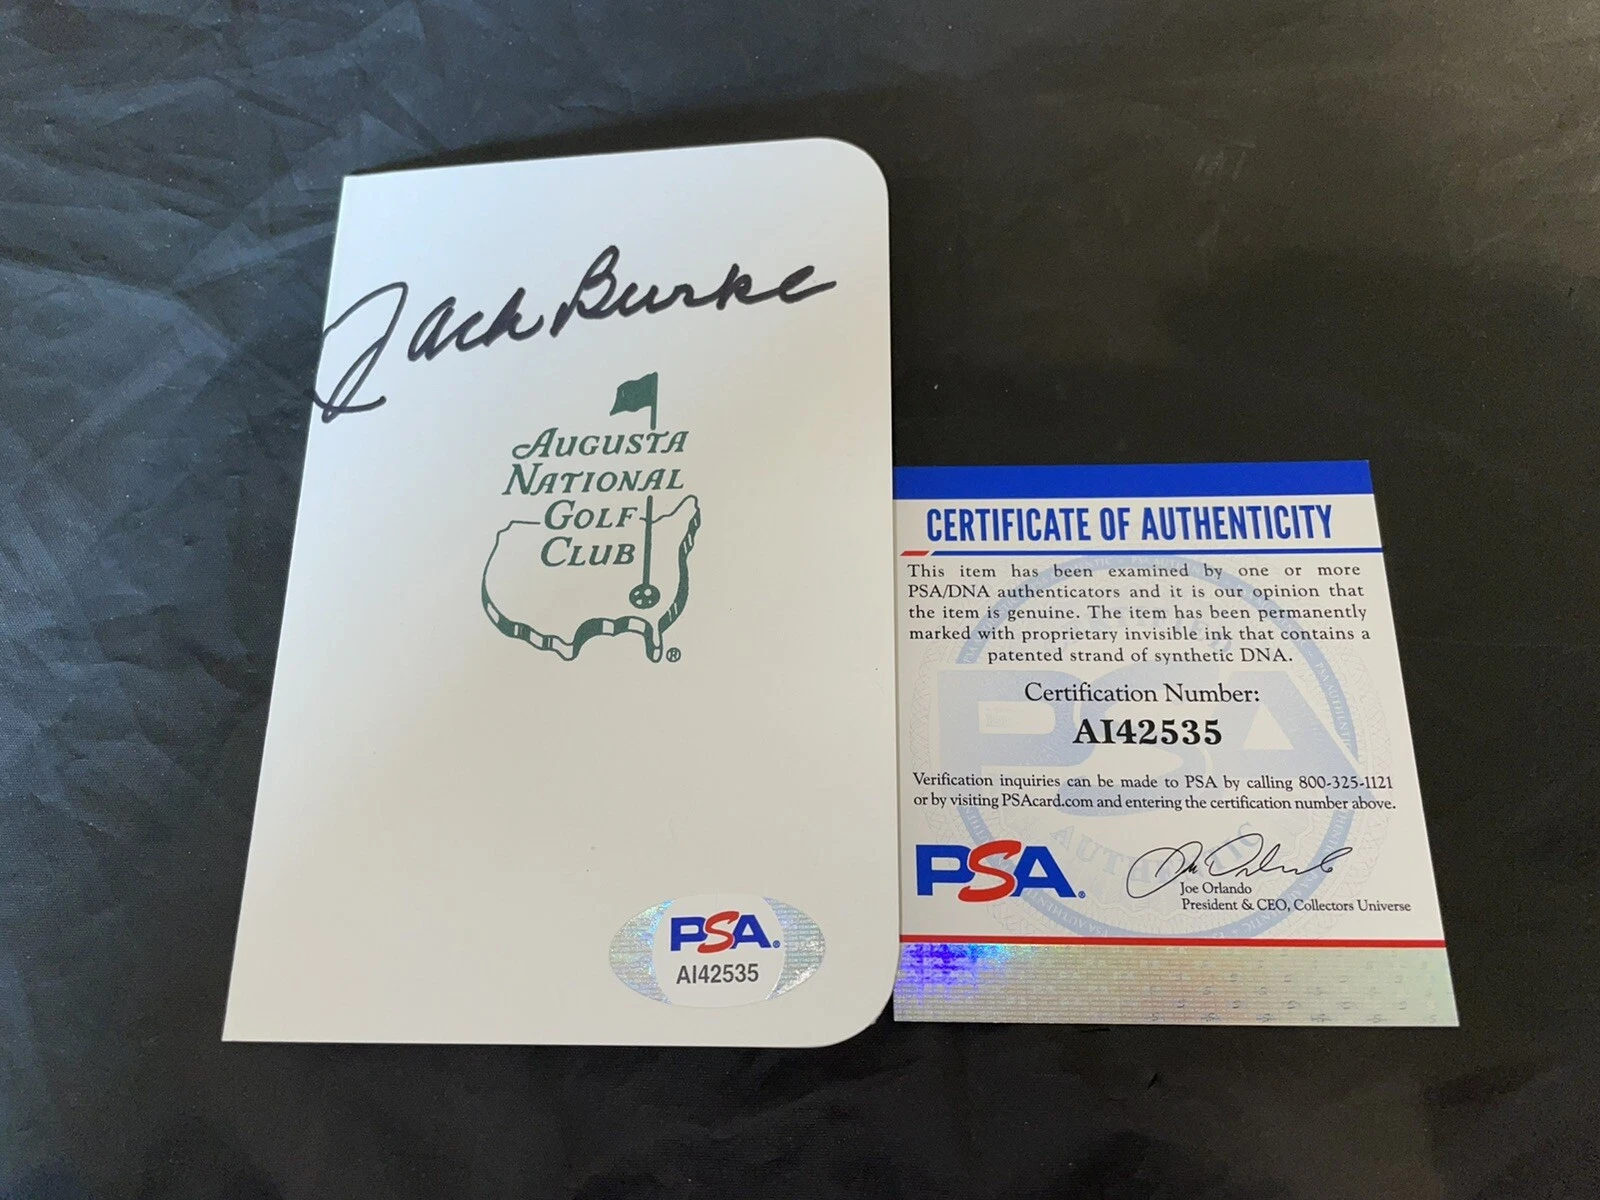 Jack Burke
AUGUSTA
NATIONAL
GOLF
CLUB
®
PSA®
AI42535
CERTIFICATE OF AUTHENTICITY
This item has been examined by one or more
PSA/DNA authenticators and it is our opinion that
the item is genuine. The item has been permanently
marked with proprietary invisible ink that contains a
patented strand of synthetic DNA.
Certification Number:
AI42535
Verification inquiries can be made to PSA by calling 800-325-1121
or by visiting PSAcard.com and entering the certification number above.
PSA®
Joe Orlando
Joe Orlando
President & CEO, Collectors Universe